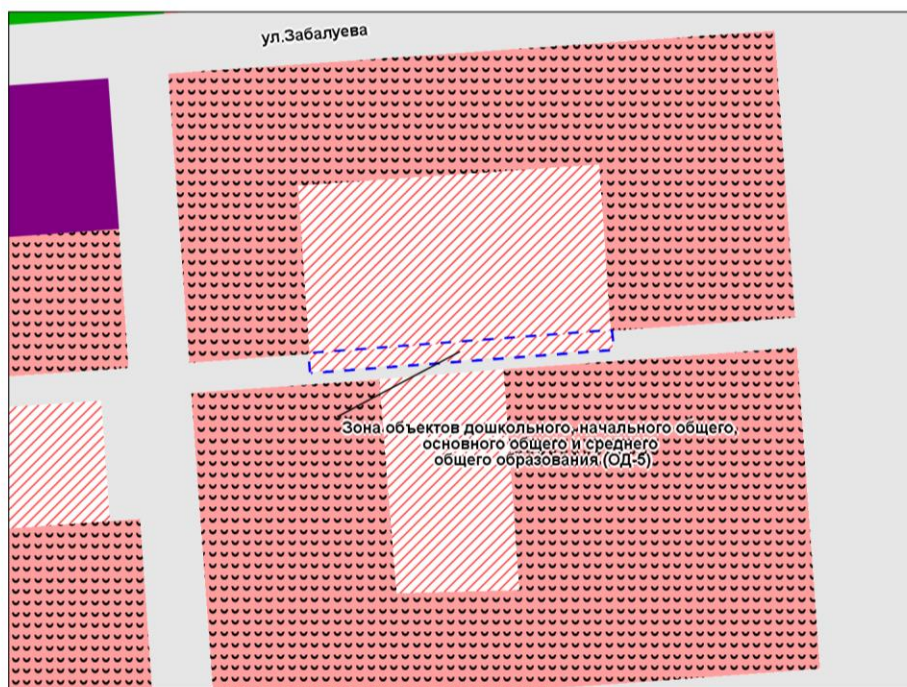 ул.Забалуева
Зона объектов дошкольного, начального общего,
основного общего и среднего
общего образования (ОД-5)